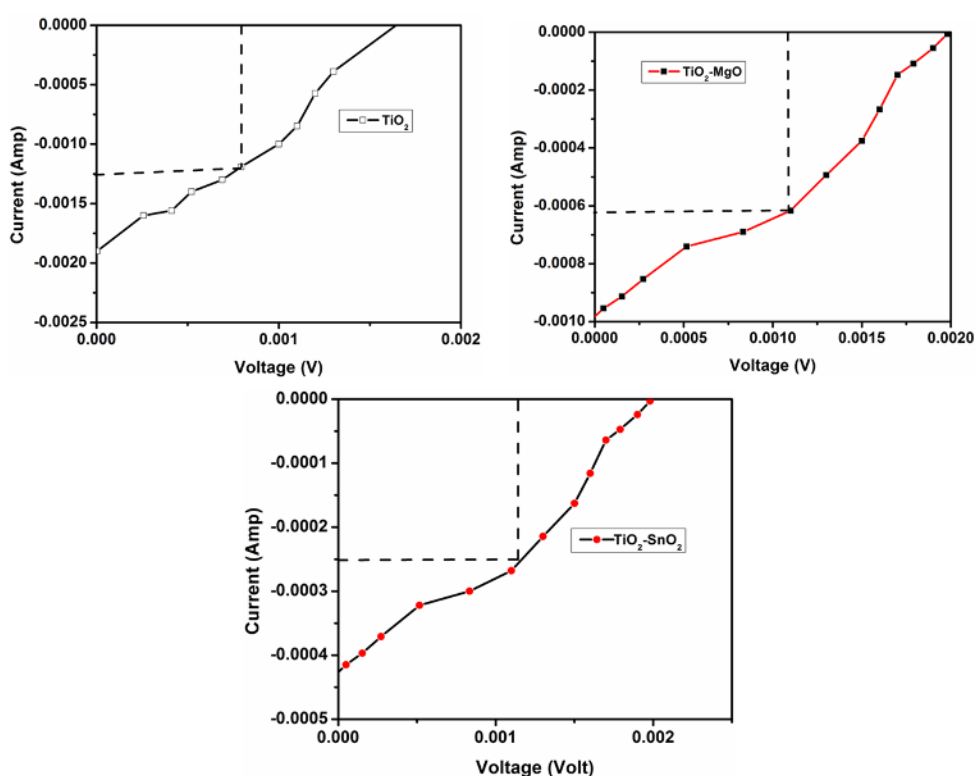 0.0000
-0.0005
-0.0010
-0.0015
-0.0020
-0.0025
Current (Amp)
TiO₂
0.000 0.001 0.002
Voltage (V)
0.0000
-0.0002
-0.0004
-0.0006
-0.0008
-0.0010
Current (Amp)
TiO₂-MgO
0.0000 0.0005 0.0010 0.0015 0.0020
Voltage (V)
0.0000
-0.0001
-0.0002
-0.0003
-0.0004
-0.0005
Current (Amp)
TiO₂-SnO₂
0.000 0.001 0.002
Voltage (Volt)